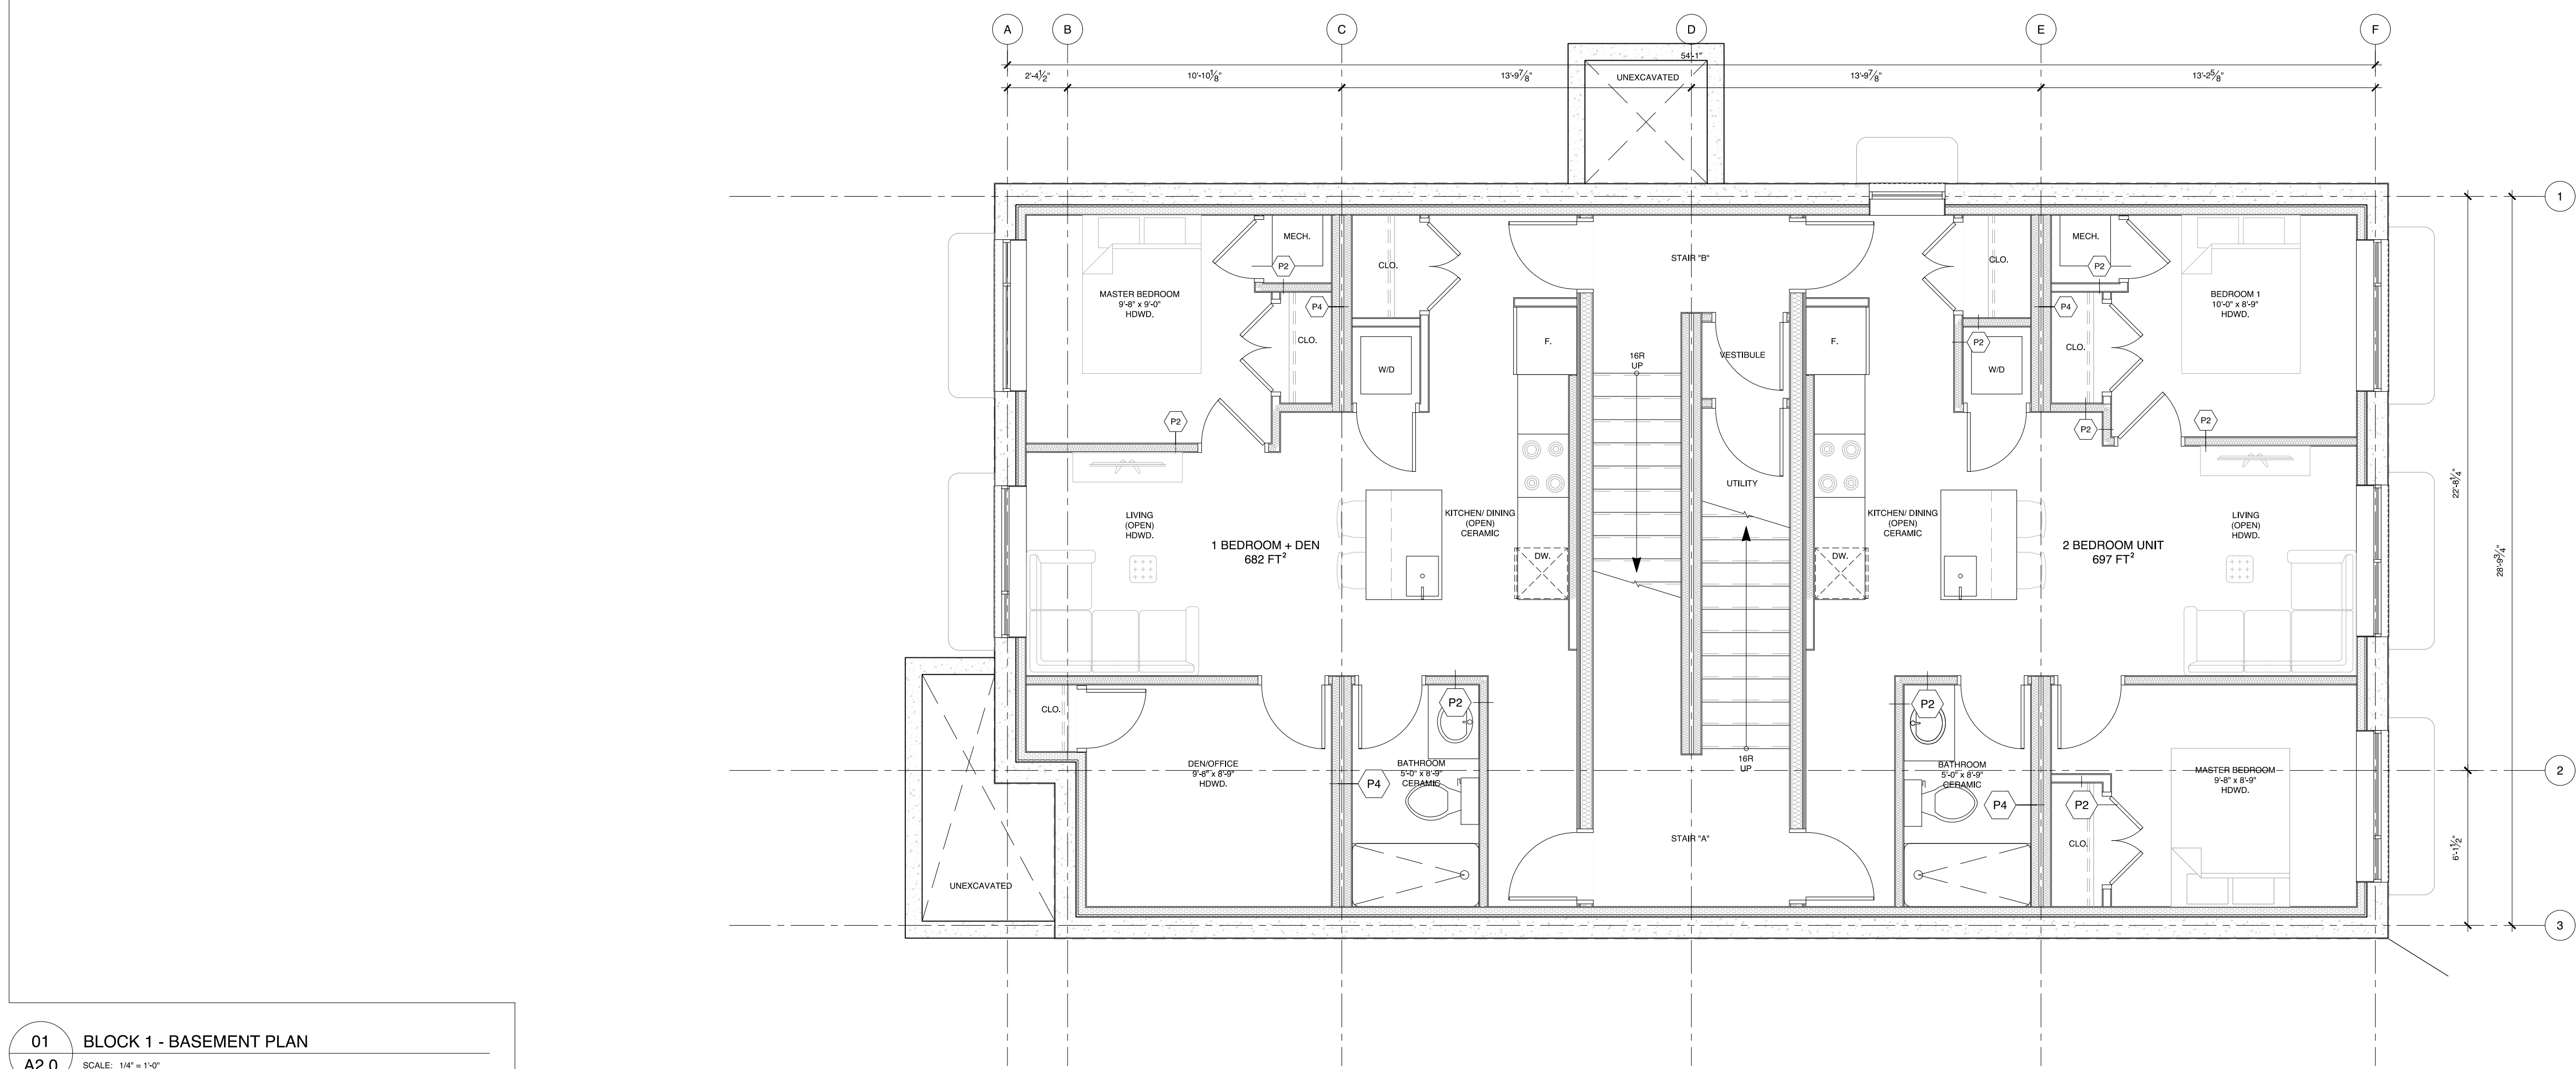 A
B
C
D
E
F
54'-1"
2'-4½"
10'-10⅛"
13'-9⅞"
13'-9⅞"
13'-2⅝"
UNEXCAVATED
1
MECH.
P2
CLO.
STAIR "B"
CLO.
MECH.
P2
MASTER BEDROOM
9'-8" x 9'-0"
HDWD.
P4
P4
BEDROOM 1
10'-0" x 8'-9"
HDWD.
CLO.
W/D
F.
16R
UP
VESTIBULE
F.
P2
W/D
CLO.
P2
P2
P2
22'-8¼"
28'-9¾"
UTILITY
LIVING
(OPEN)
HDWD.
KITCHEN/ DINING
(OPEN)
CERAMIC
KITCHEN/ DINING
(OPEN)
CERAMIC
LIVING
(OPEN)
HDWD.
1 BEDROOM + DEN
682 FT²
DW.
DW.
2 BEDROOM UNIT
697 FT²
CLO.
P2
P2
DEN/OFFICE
9'-8" x 8'-9"
HDWD.
P4
BATHROOM
5'-0" x 8'-9"
CERAMIC
16R
UP
BATHROOM
5'-0" x 8'-9"
CERAMIC
P4
P2
MASTER BEDROOM
9'-8" x 8'-9"
HDWD.
2
STAIR "A"
CLO.
6'-1½"
UNEXCAVATED
3
01
A2.0
BLOCK 1 - BASEMENT PLAN
SCALE: 1/4" = 1'-0"